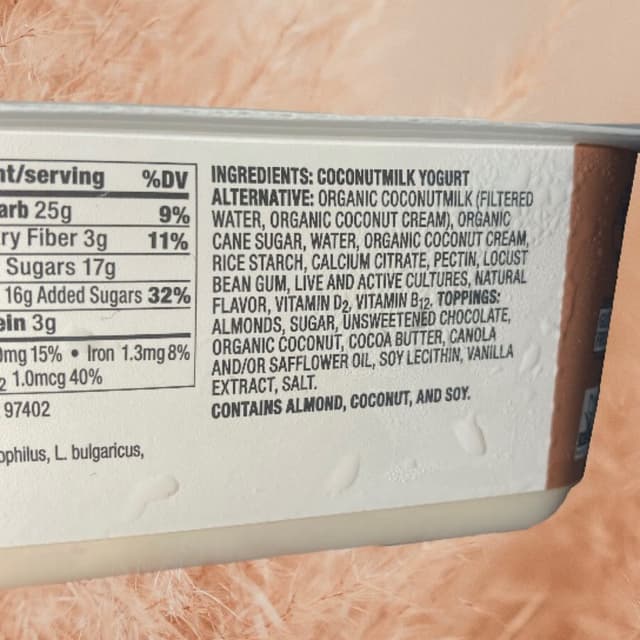 nt/serving %DV
arb 25g 9%
ry Fiber 3g 11%
Sugars 17g
16g Added Sugars 32%
ein 3g
0mg 15% • Iron 1.3mg 8%
2 1.0mcg 40%
97402
ophilus, L. bulgaricus,
INGREDIENTS: COCONUTMILK YOGURT
ALTERNATIVE: ORGANIC COCONUTMILK (FILTERED
WATER, ORGANIC COCONUT CREAM), ORGANIC
CANE SUGAR, WATER, ORGANIC COCONUT CREAM,
RICE STARCH, CALCIUM CITRATE, PECTIN, LOCUST
BEAN GUM, LIVE AND ACTIVE CULTURES, NATURAL
FLAVOR, VITAMIN D2, VITAMIN B12. TOPPINGS:
ALMONDS, SUGAR, UNSWEETENED CHOCOLATE,
ORGANIC COCONUT, COCOA BUTTER, CANOLA
AND/OR SAFFLOWER OIL, SOY LECITHIN, VANILLA
EXTRACT, SALT.
CONTAINS ALMOND, COCONUT, AND SOY.